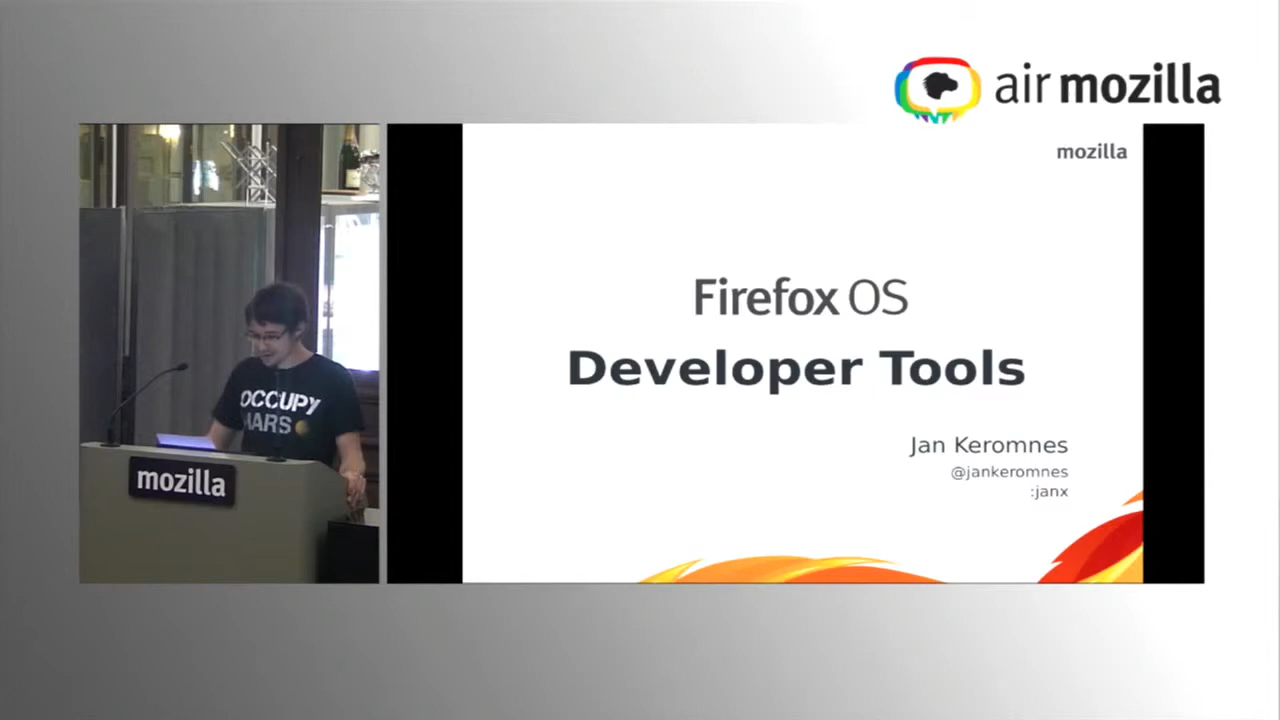 air mozilla
mozilla
Firefox OS
Developer Tools
Jan Keromnes
@jankeromnes
:janx
OCCUPY
MARS
mozilla